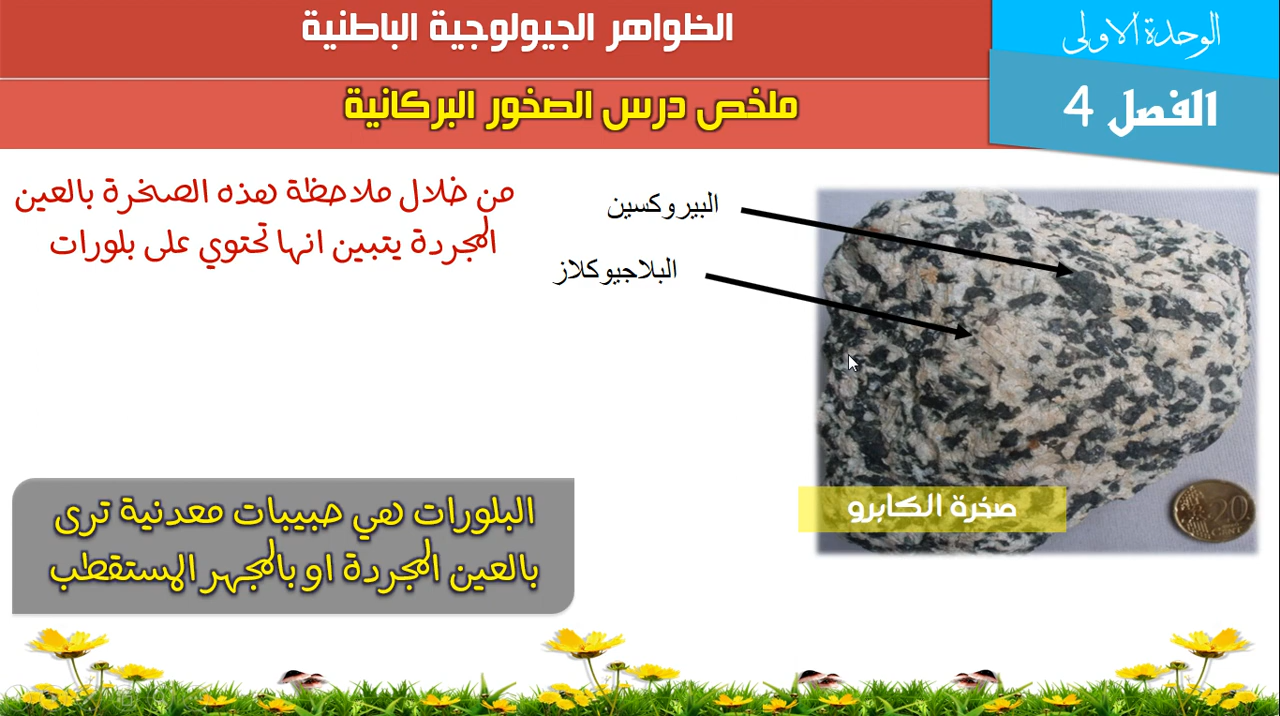 الوحدة الاولى
الفصل 4
الظواهر الجيولوجية الباطنية
ملخص درس الصخور البركانية
من خلال ملاحظة هذه الصخرة بالعين
المجردة يتبين انها تحتوي على بلورات
البيروكسين
البلاجيوكلاز
صخرة الكابرو
20
البلورات هي حبيبات معدنية ترى
بالعين المجردة او بالمجهر المستقطب